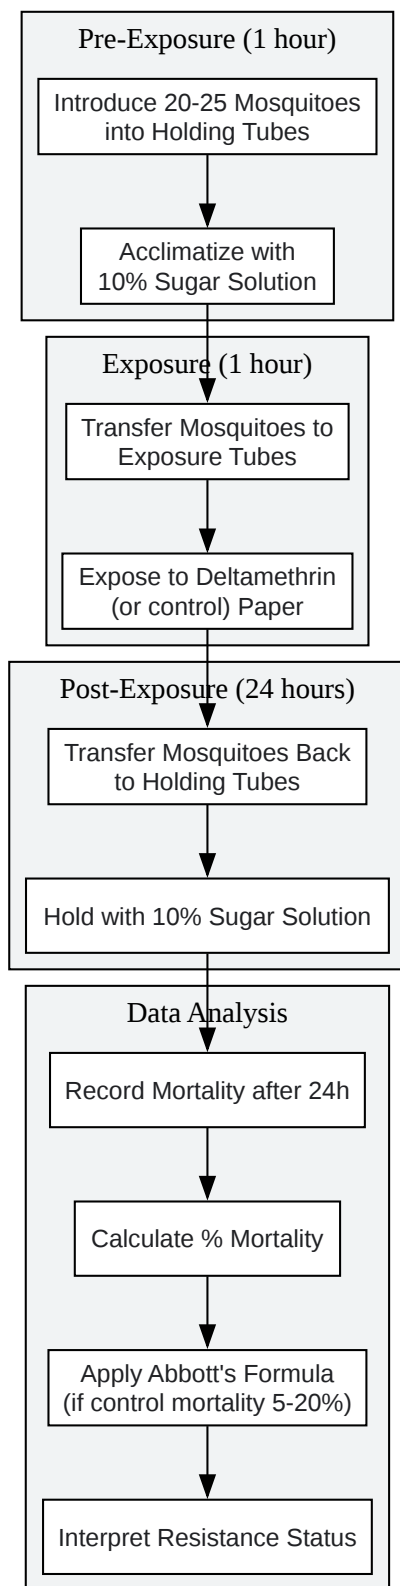 Pre-Exposure (1 hour)
Introduce 20-25 Mosquitoes
into Holding Tubes
Acclimatize with
10% Sugar Solution
Exposure (1 hour)
Transfer Mosquitoes to
Exposure Tubes
Expose to Deltamethrin
(or control) Paper
Post-Exposure (24 hours)
Transfer Mosquitoes Back
to Holding Tubes
Hold with 10% Sugar Solution
Data Analysis
Record Mortality after 24h
Calculate % Mortality
Apply Abbott's Formula
(if control mortality 5-20%)
Interpret Resistance Status